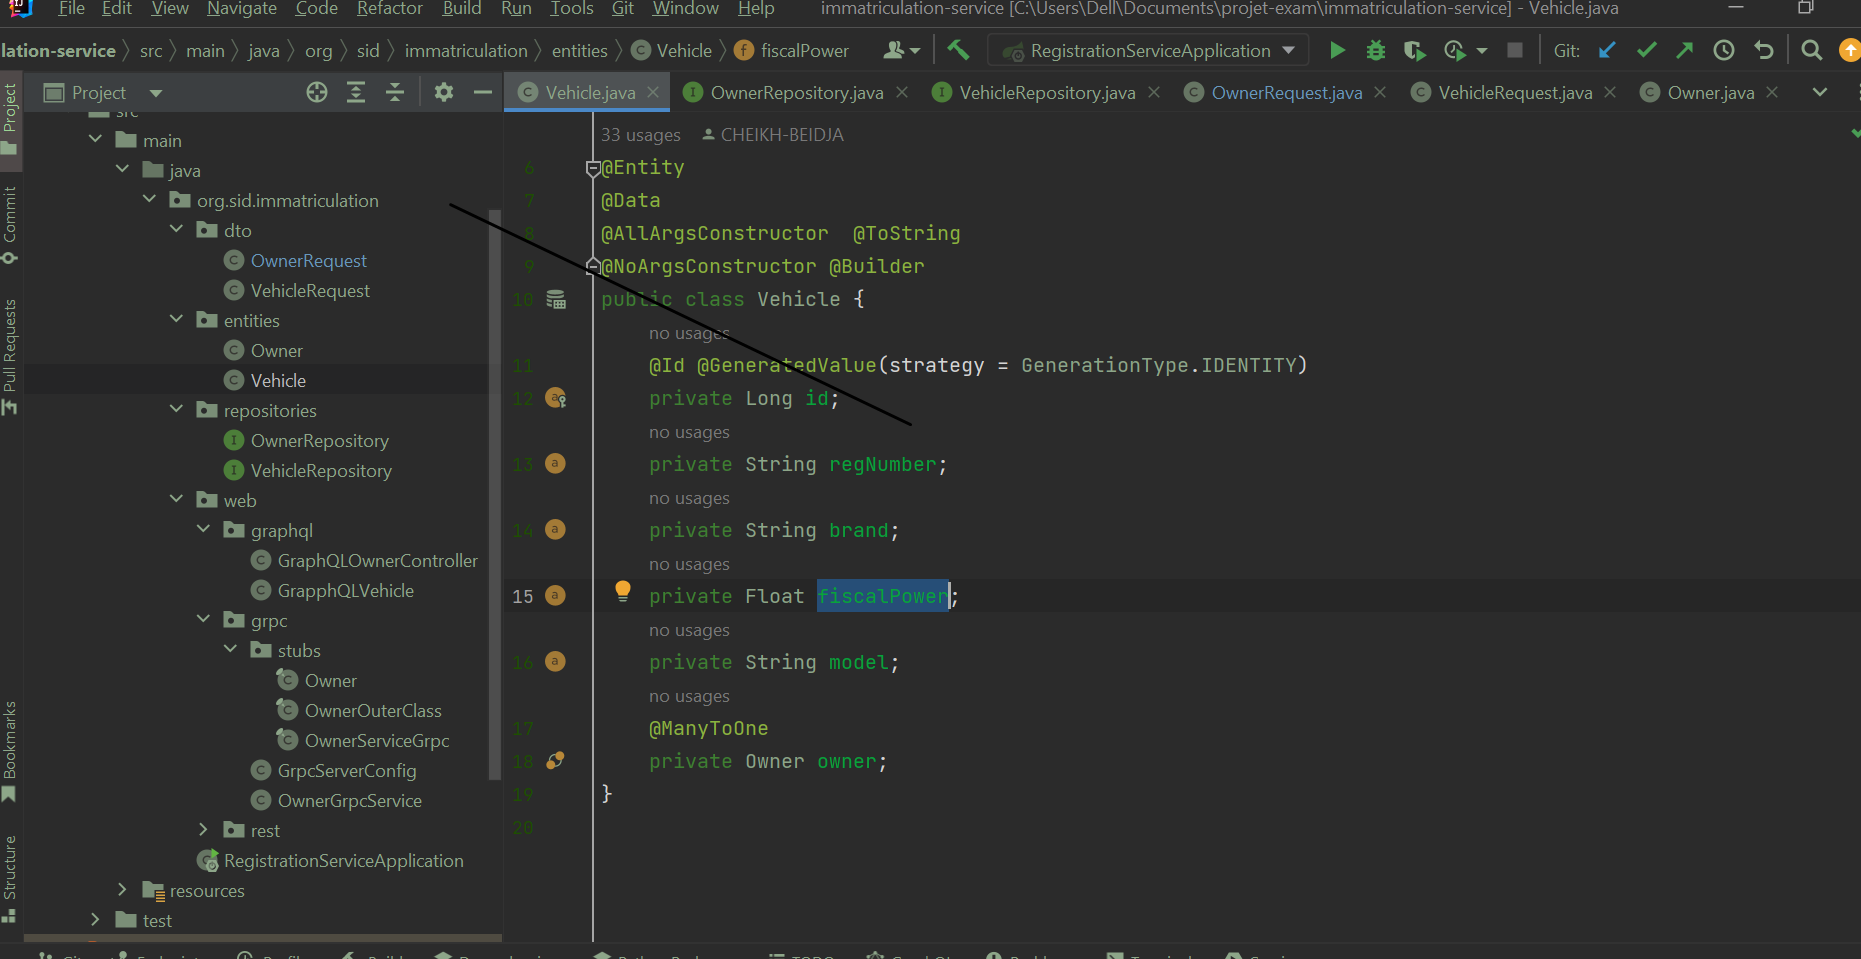 File Edit View Navigate Code Refactor Build Run Tools Git Window Help immatriculation-service [C:\Users\Dell\Documents\projet-exam\immatriculation-service] - Vehicle.java
lation-service src main java org sid immatriculation entities Vehicle fiscalPower RegistrationServiceApplication Git:
Project
Vehicle.java OwnerRepository.java VehicleRepository.java OwnerRequest.java VehicleRequest.java Owner.java
Project
Commit
Pull Requests
Bookmarks
Structure
src
main
java
org.sid.immatriculation
dto
OwnerRequest
VehicleRequest
entities
Owner
Vehicle
repositories
OwnerRepository
VehicleRepository
web
graphql
GraphQLOwnerController
GrapphQLVehicle
grpc
stubs
Owner
OwnerOuterClass
OwnerServiceGrpc
GrpcServerConfig
OwnerGrpcService
rest
RegistrationServiceApplication
resources
test
33 usages CHEIKH-BEIDJA
6 @Entity
7 @Data
8 @AllArgsConstructor @ToString
9 @NoArgsConstructor @Builder
10 public class Vehicle {
no usages
11 @Id @GeneratedValue(strategy = GenerationType.IDENTITY)
12 private Long id;
no usages
13 private String regNumber;
no usages
14 private String brand;
no usages
15 private Float fiscalPower;
no usages
16 private String model;
no usages
17 @ManyToOne
18 private Owner owner;
19 }
20